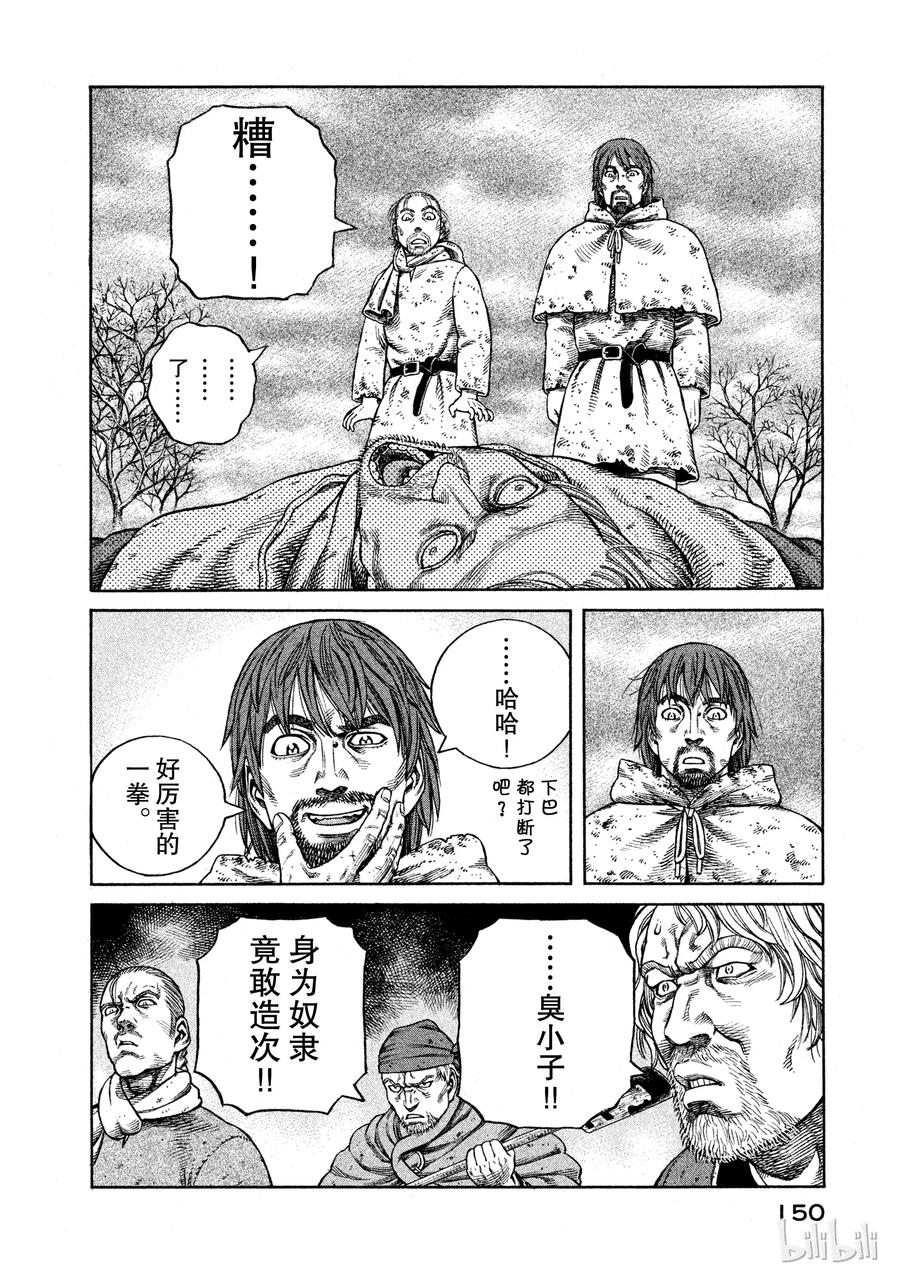 糟……！
………
………
了……
……哈哈！
下巴
都打断了
吧？
好厉害的
一拳。
……臭小子!!
身为奴隶
竟敢造次!!
150
bilibili